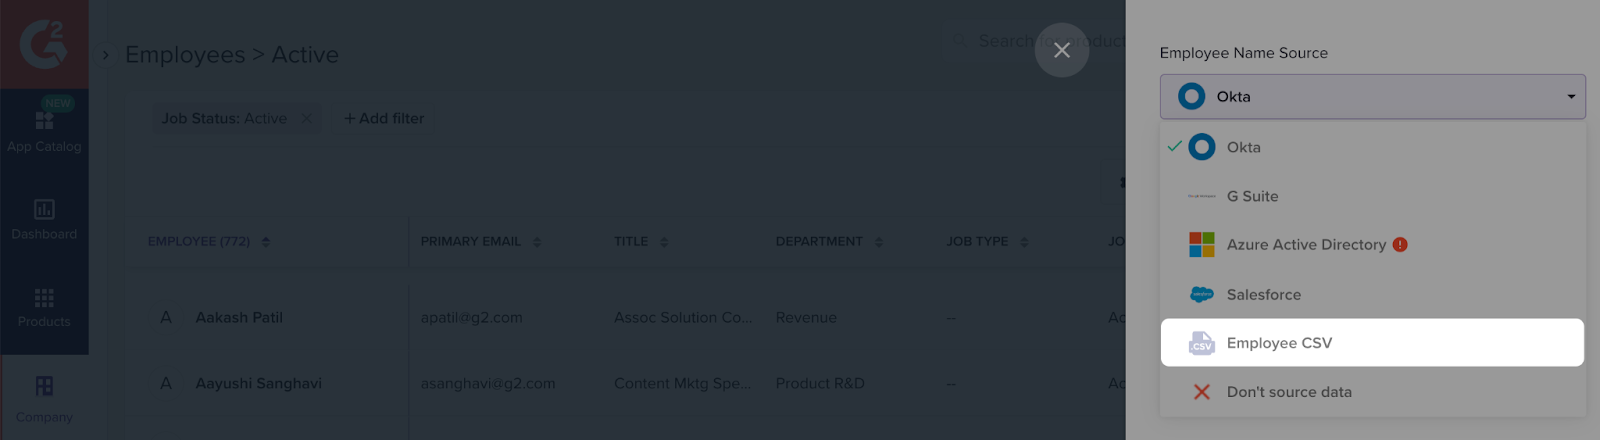 G2
NEW
App Catalog
Dashboard
Products
Company
Employees > Active
Search for product
Job Status: Active
+ Add filter
EMPLOYEE (772)
PRIMARY EMAIL
TITLE
DEPARTMENT
JOB TYPE
JO
A Aakash Patil apatil@g2.com Assoc Solution Co... Revenue -- Ac
A Aayushi Sanghavi asanghavi@g2.com Content Mktg Spe... Product R&D -- Ac
Employee Name Source
Okta
Okta
G Suite
Azure Active Directory
Salesforce
.CSV Employee CSV
Don't source data